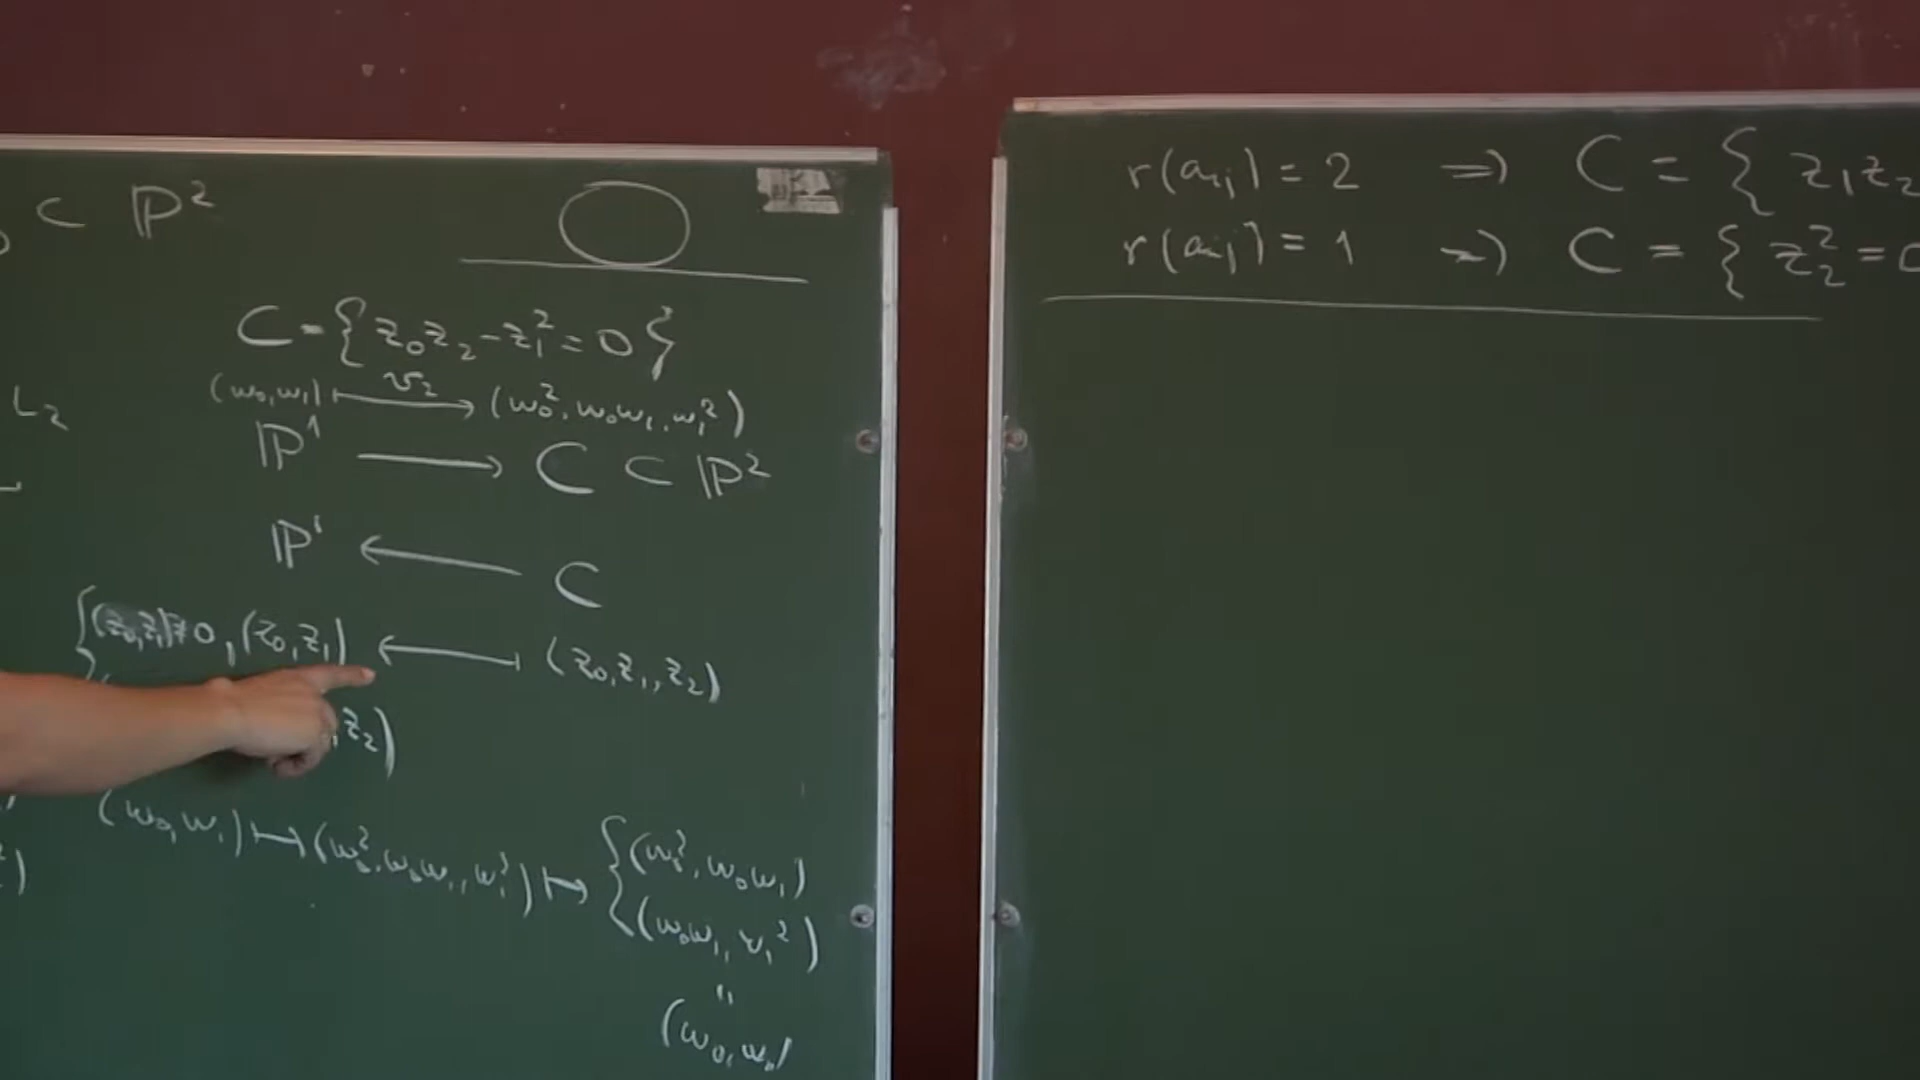 ⊂ ℙ²
C = { z₀z₂ - z₁² = 0 }
(w₀,w₁) ↦ v₂ (w₀², w₀w₁, w₁²)
L₂
ℙ¹ → C ⊂ ℙ²
ℙ¹ ← C
{ (z₀,z₁)≠0, (z₀,z₁) ↤ (z₀,z₁,z₂)
,z₂)
(w₀,w₁) ↦ (w₀², w₀w₁, w₁²) ↦ { (w₀², w₀w₁)
(w₀w₁, w₁²)
"
(w₀,w₁)
r(aᵢⱼ) = 2 ⇒ C = { z₁z₂
r(aᵢⱼ) = 1 ⇒ C = { z₂² = 0